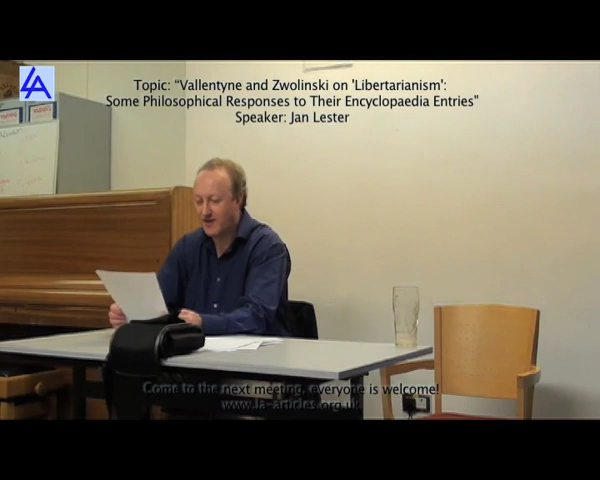 LA
Topic: “Vallentyne and Zwolinski on 'Libertarianism':
Some Philosophical Responses to Their Encyclopaedia Entries"
Speaker: Jan Lester
Come to the next meeting, everyone is welcome!
www.la-articles.org.uk